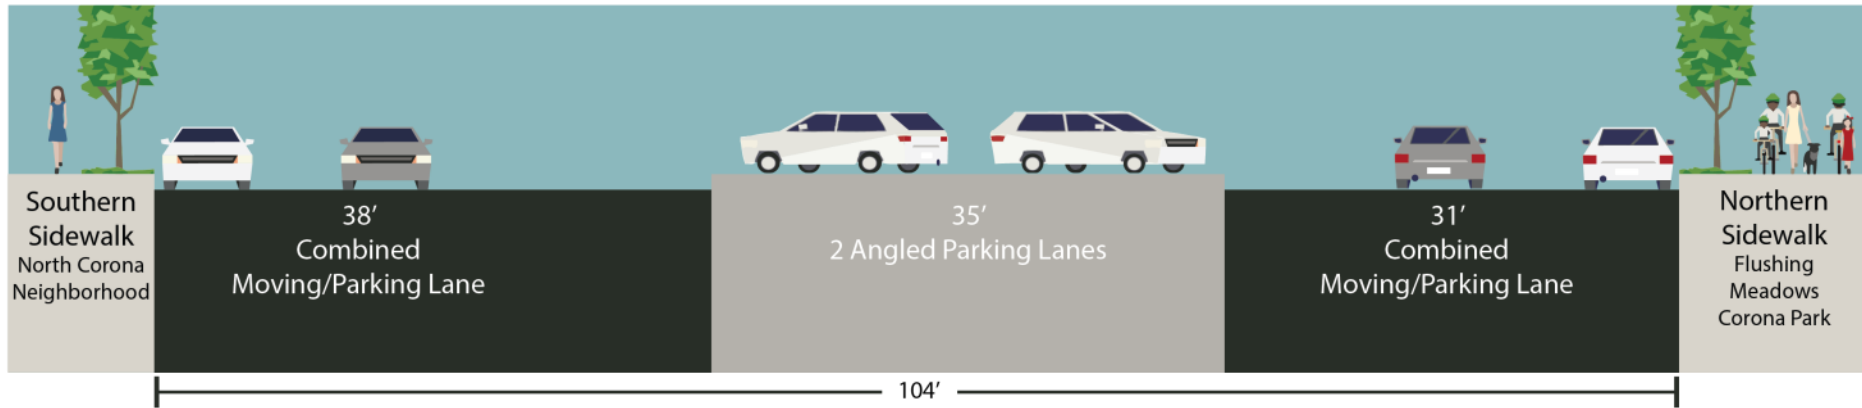 Southern
Sidewalk
North Corona
Neighborhood
38’
Combined
Moving/Parking Lane
35’
2 Angled Parking Lanes
31’
Combined
Moving/Parking Lane
Northern
Sidewalk
Flushing
Meadows
Corona Park
104’